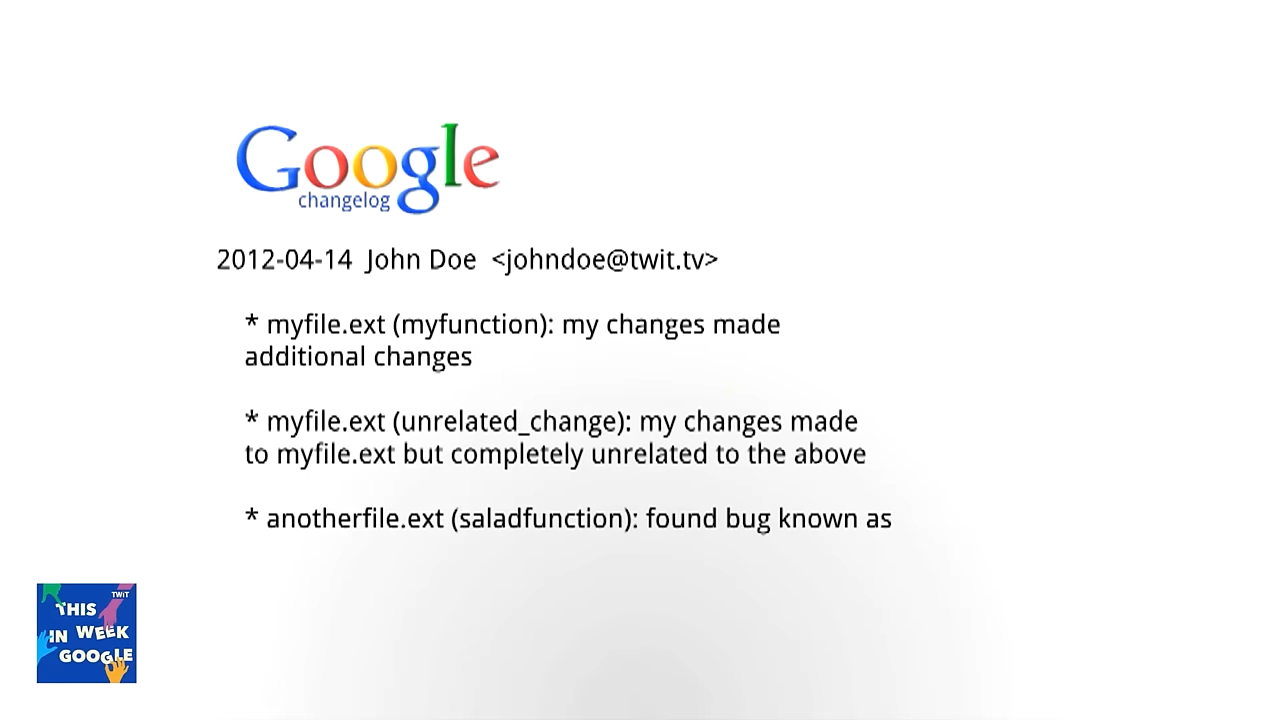 Google
changelog
2012-04-14 John Doe <johndoe@twit.tv>
* myfile.ext (myfunction): my changes made
additional changes
* myfile.ext (unrelated_change): my changes made
to myfile.ext but completely unrelated to the above
* anotherfile.ext (saladfunction): found bug known as
TWiT
THIS
IN WEEK
GOOGLE